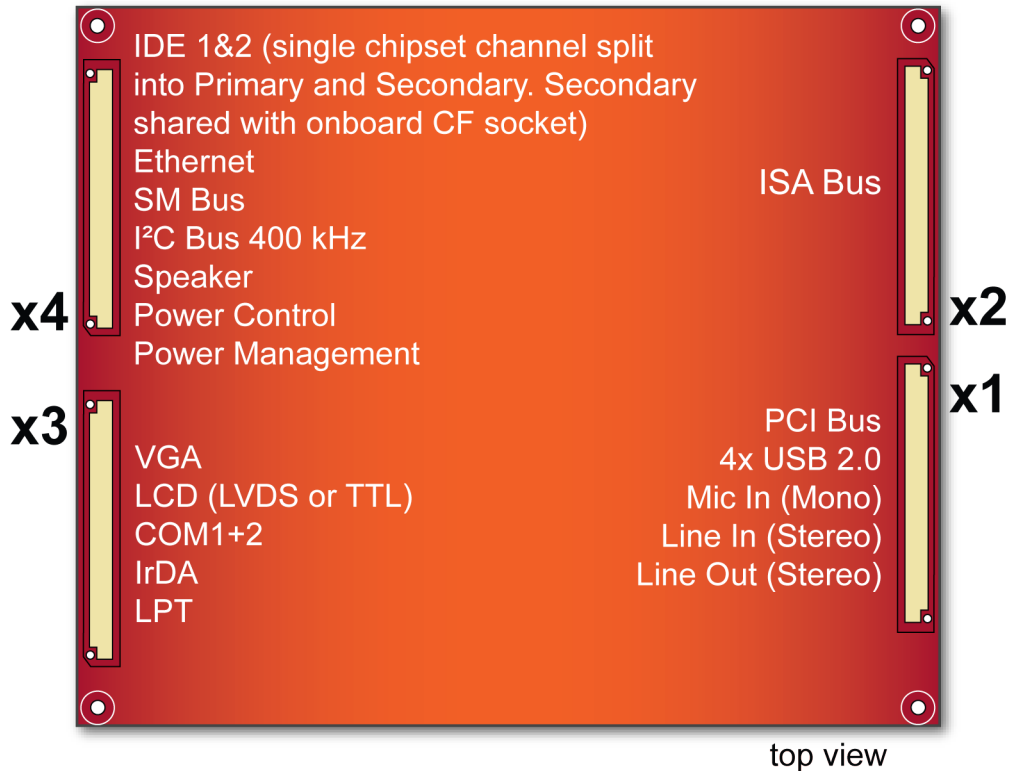 IDE 1&2 (single chipset channel split
into Primary and Secondary. Secondary
shared with onboard CF socket)
Ethernet
SM Bus
I²C Bus 400 kHz
Speaker
Power Control
Power Management
x4
ISA Bus
x2
x3
VGA
LCD (LVDS or TTL)
COM1+2
IrDA
LPT
x1
PCI Bus
4x USB 2.0
Mic In (Mono)
Line In (Stereo)
Line Out (Stereo)
top view